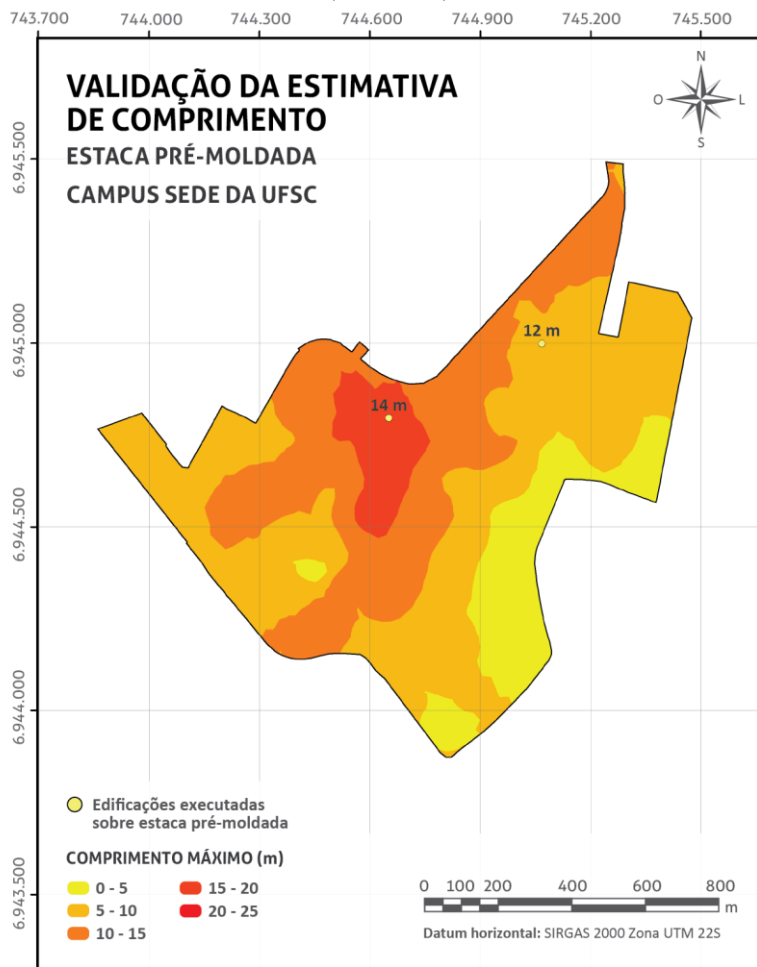 743.700 744.000 744.300 744.600 744.900 745.200 745.500
VALIDAÇÃO DA ESTIMATIVA
DE COMPRIMENTO
ESTACA PRÉ-MOLDADA
CAMPUS SEDE DA UFSC
N
O L
S
6.945.500
6.945.000
6.944.500
6.944.000
6.943.500
12 m
14 m
Edificações executadas
sobre estaca pré-moldada
COMPRIMENTO MÁXIMO (m)
0 - 5 15 - 20
5 - 10 20 - 25
10 - 15
0 100 200 400 600 800
m
Datum horizontal: SIRGAS 2000 Zona UTM 22S